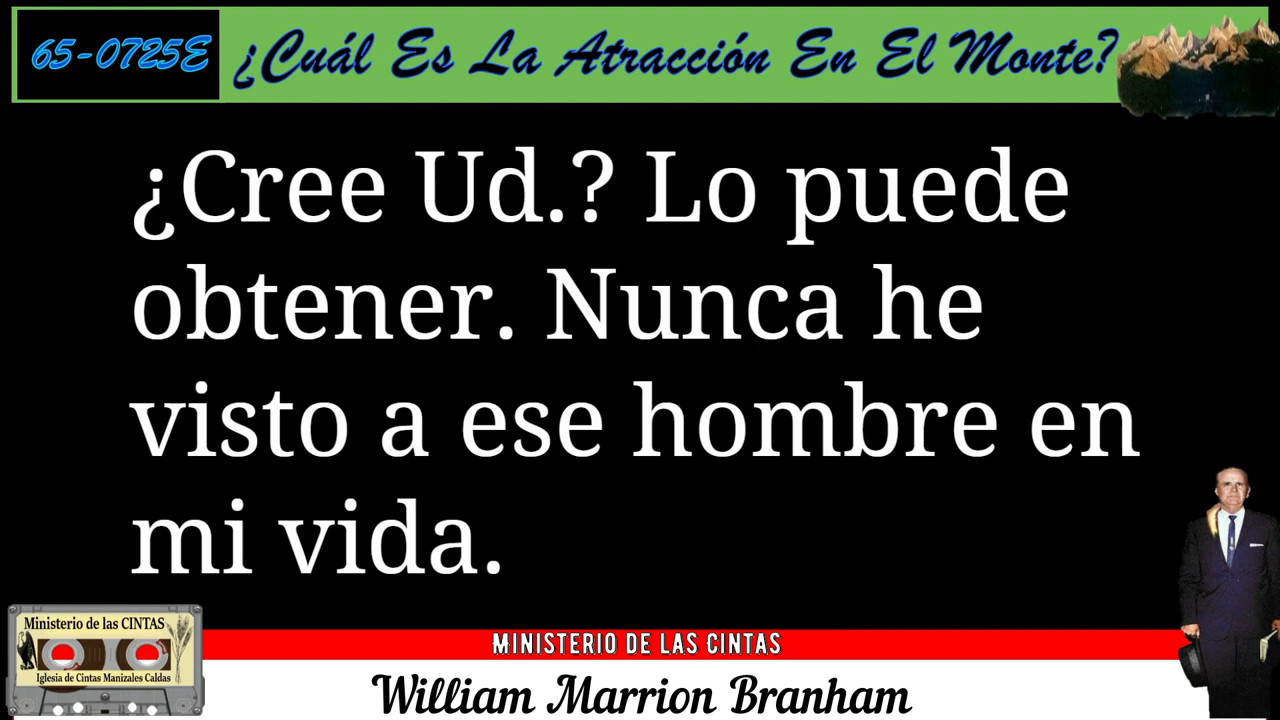 65-0725E ¿Cuál Es La Atracción En El Monte?
¿Cree Ud.? Lo puede
obtener. Nunca he
visto a ese hombre en
mi vida.
Ministerio de las CINTAS
Iglesia de Cintas Manizales Caldas
MINISTERIO DE LAS CINTAS
William Marrion Branham